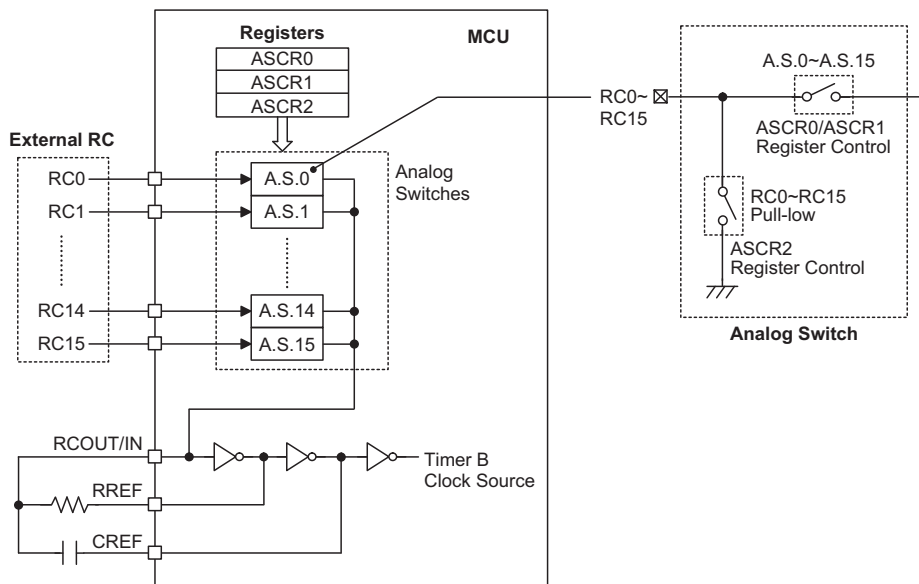 Registers
MCU
ASCR0
ASCR1
ASCR2
External RC
RC0
RC1
RC14
RC15
A.S.0
A.S.1
A.S.14
A.S.15
Analog
Switches
RCOUT/IN
RREF
CREF
Timer B
Clock Source
RC0~
RC15
A.S.0~A.S.15
ASCR0/ASCR1
Register Control
RC0~RC15
Pull-low
ASCR2
Register Control
Analog Switch